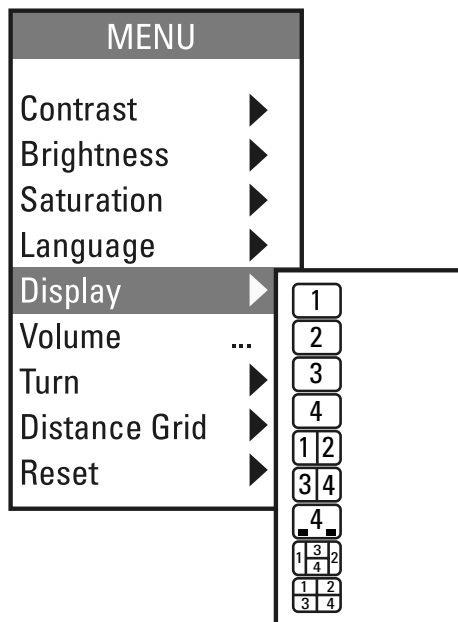 MENU
Contrast
Brightness
Saturation
Language
Display
Volume ...
Turn
Distance Grid
Reset
1
2
3
4
1 2
3 4
4
1 3 2
4
1 2
3 4